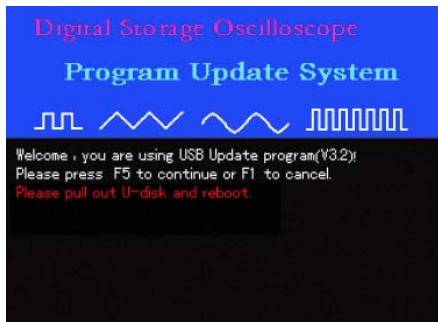 Digital Storage Oscilloscope
Program Update System
Welcome , you are using USB Update program(V3.2)!
Please press F5 to continue or F1 to cancel.
Please pull out U-disk and reboot.